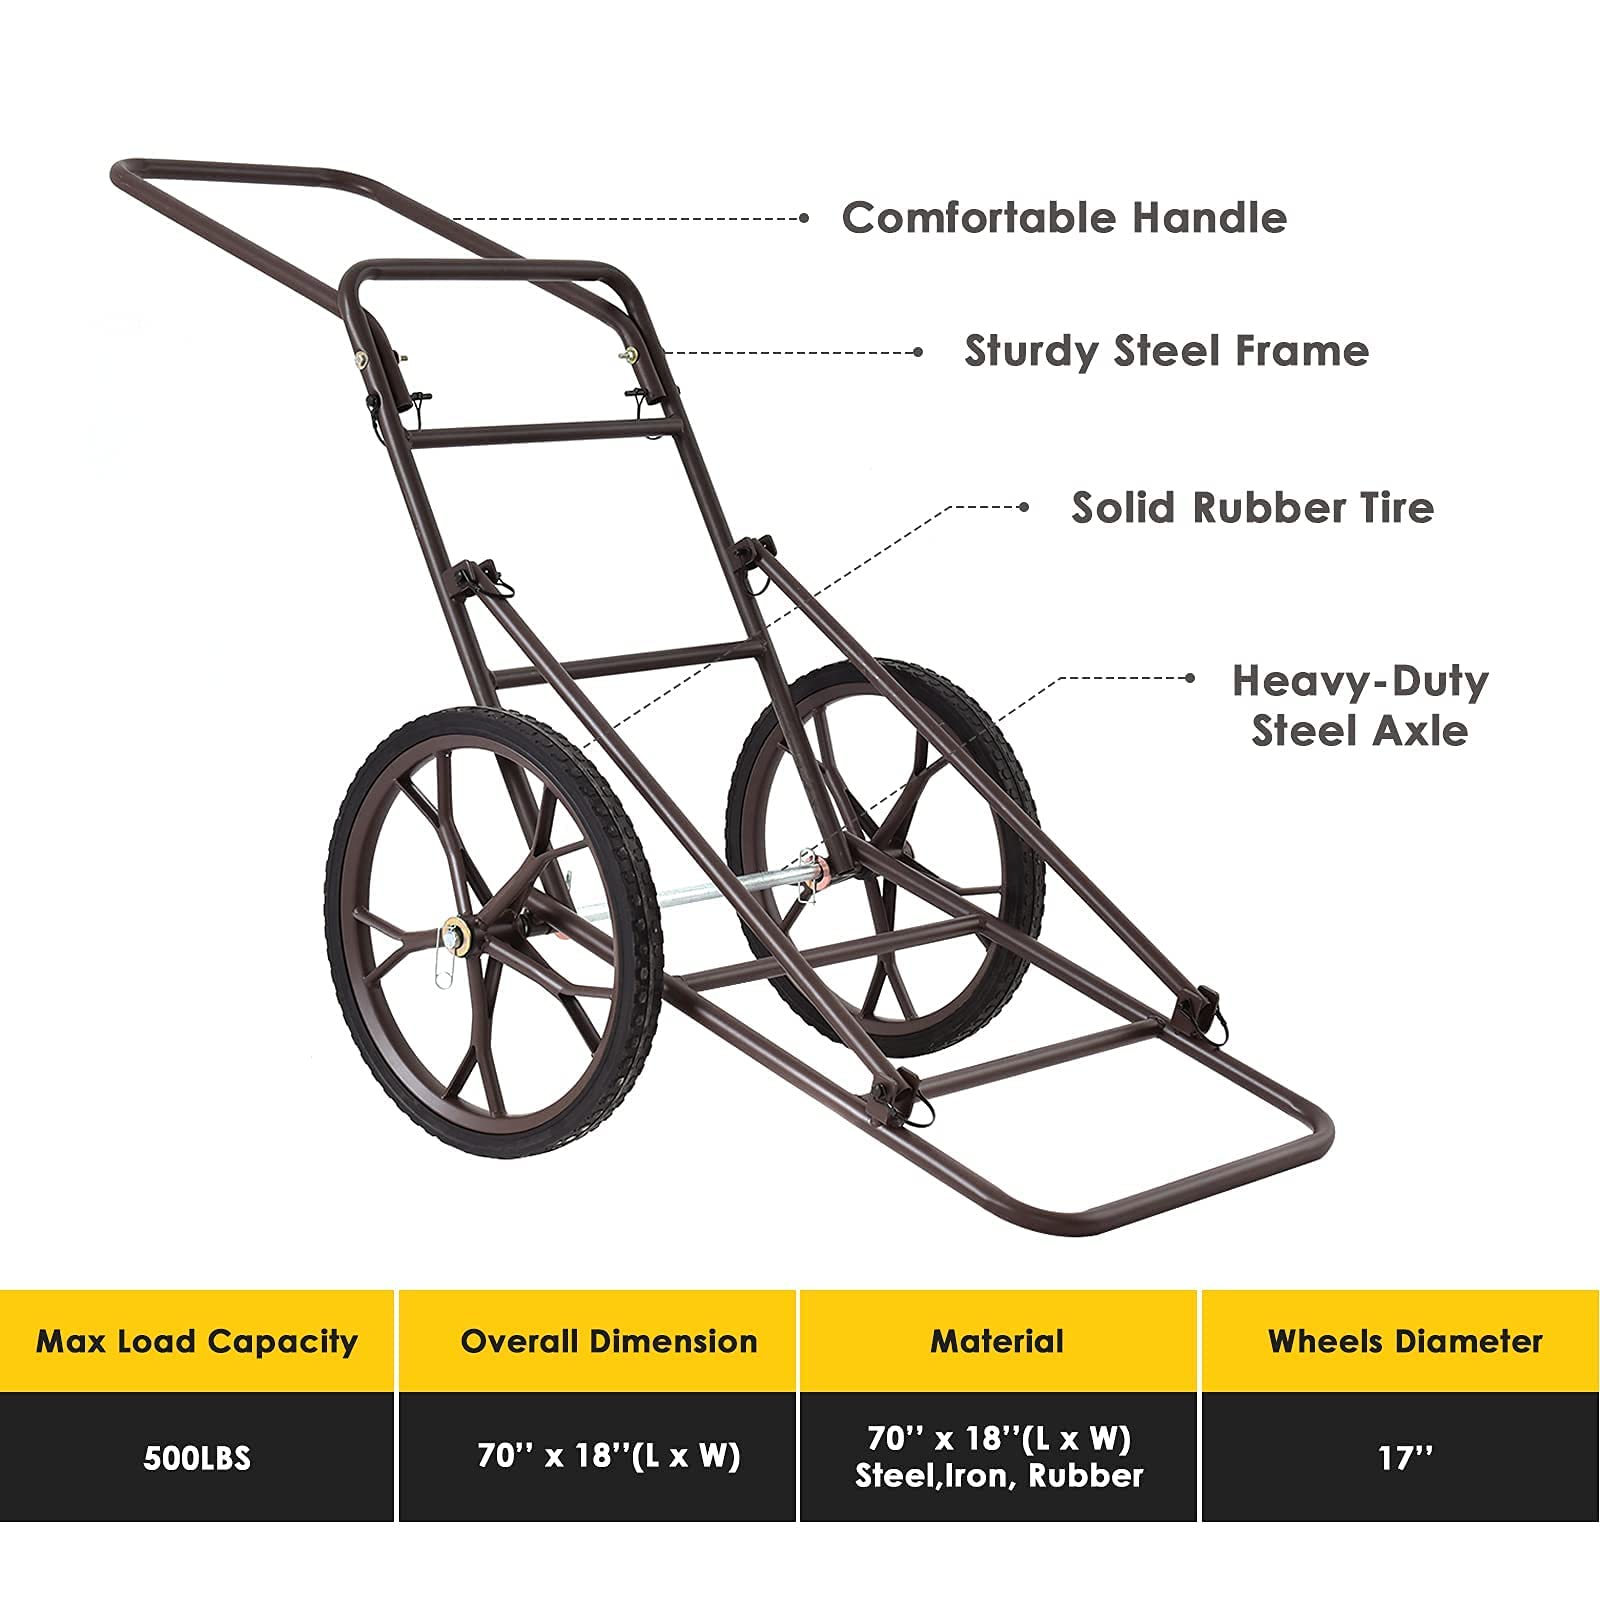 Comfortable Handle
Sturdy Steel Frame
Solid Rubber Tire
Heavy-Duty
Steel Axle
Max Load Capacity
Overall Dimension
Material
Wheels Diameter
500LBS
70’’ x 18’’(L x W)
70’’ x 18’’(L x W)
Steel,Iron, Rubber
17’’